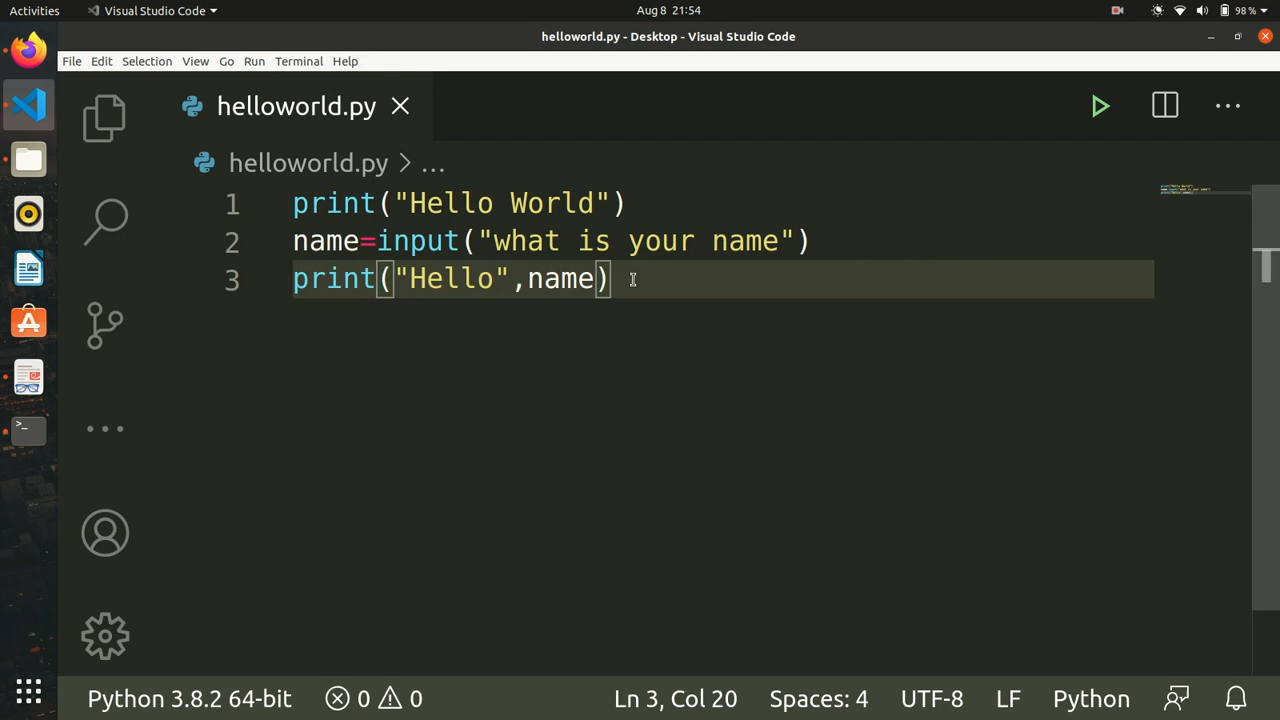 Activities Visual Studio Code Aug 8 21:54 98%
helloworld.py - Desktop - Visual Studio Code
File Edit Selection View Go Run Terminal Help
helloworld.py
helloworld.py > ...
1 print("Hello World")
2 name=input("what is your name")
3 print("Hello",name)
Python 3.8.2 64-bit 0 0 Ln 3, Col 20 Spaces: 4 UTF-8 LF Python